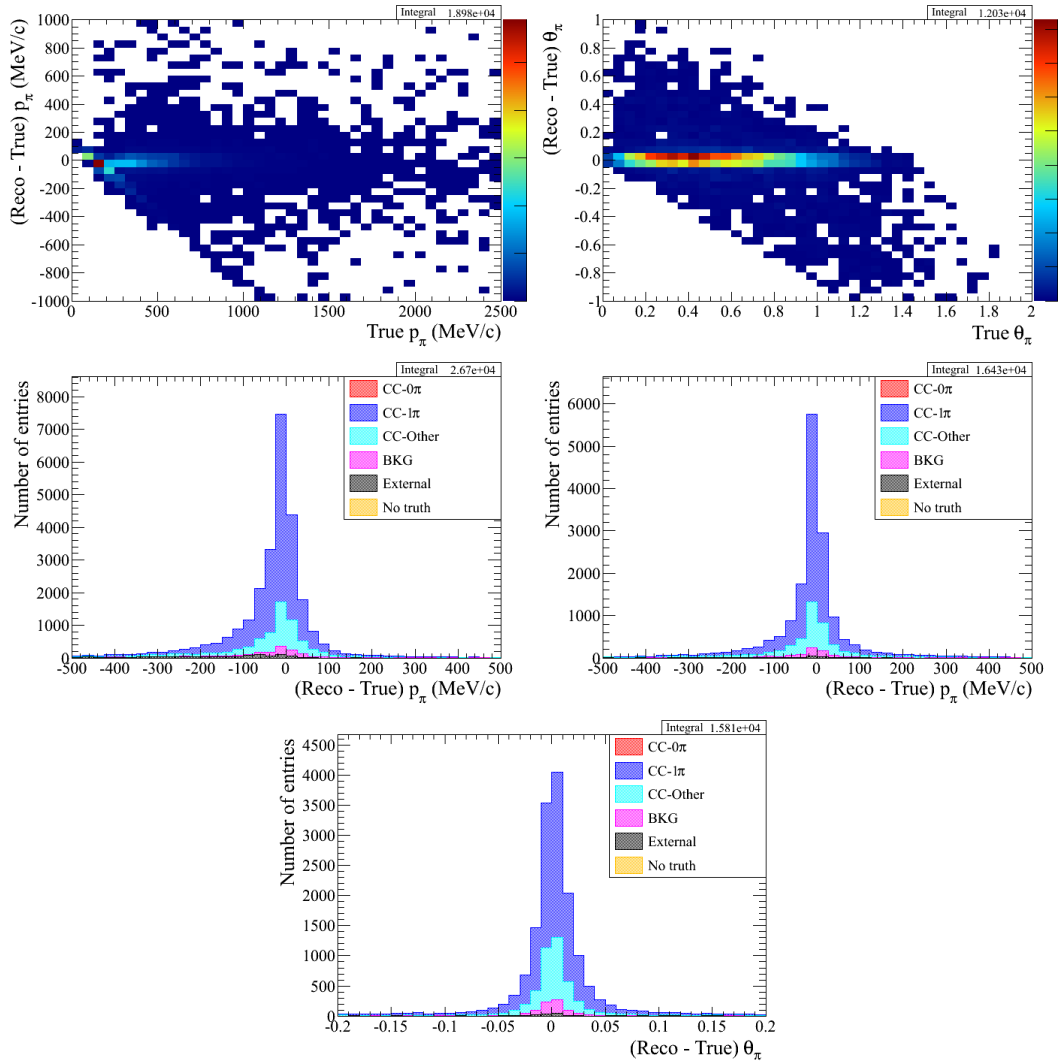 Integral 1.898e+04
(Reco - True) p_π (MeV/c)
1000
800
600
400
200
0
-200
-400
-600
-800
-1000
0 500 1000 1500 2000 2500
True p_π (MeV/c)
Integral 1.203e+04
(Reco - True) θ_π
1
0.8
0.6
0.4
0.2
0
-0.2
-0.4
-0.6
-0.8
-1
0 0.2 0.4 0.6 0.8 1 1.2 1.4 1.6 1.8 2
True θ_π
Integral 2.67e+04
Number of entries
8000
7000
6000
5000
4000
3000
2000
1000
0
CC-0π
CC-1π
CC-Other
BKG
External
No truth
-500 -400 -300 -200 -100 0 100 200 300 400 500
(Reco - True) p_π (MeV/c)
Integral 1.643e+04
Number of entries
6000
5000
4000
3000
2000
1000
0
CC-0π
CC-1π
CC-Other
BKG
External
No truth
-500 -400 -300 -200 -100 0 100 200 300 400 500
(Reco - True) p_π (MeV/c)
Integral 1.581e+04
Number of entries
4500
4000
3500
3000
2500
2000
1500
1000
500
0
CC-0π
CC-1π
CC-Other
BKG
External
No truth
-0.2 -0.15 -0.1 -0.05 0 0.05 0.1 0.15 0.2
(Reco - True) θ_π